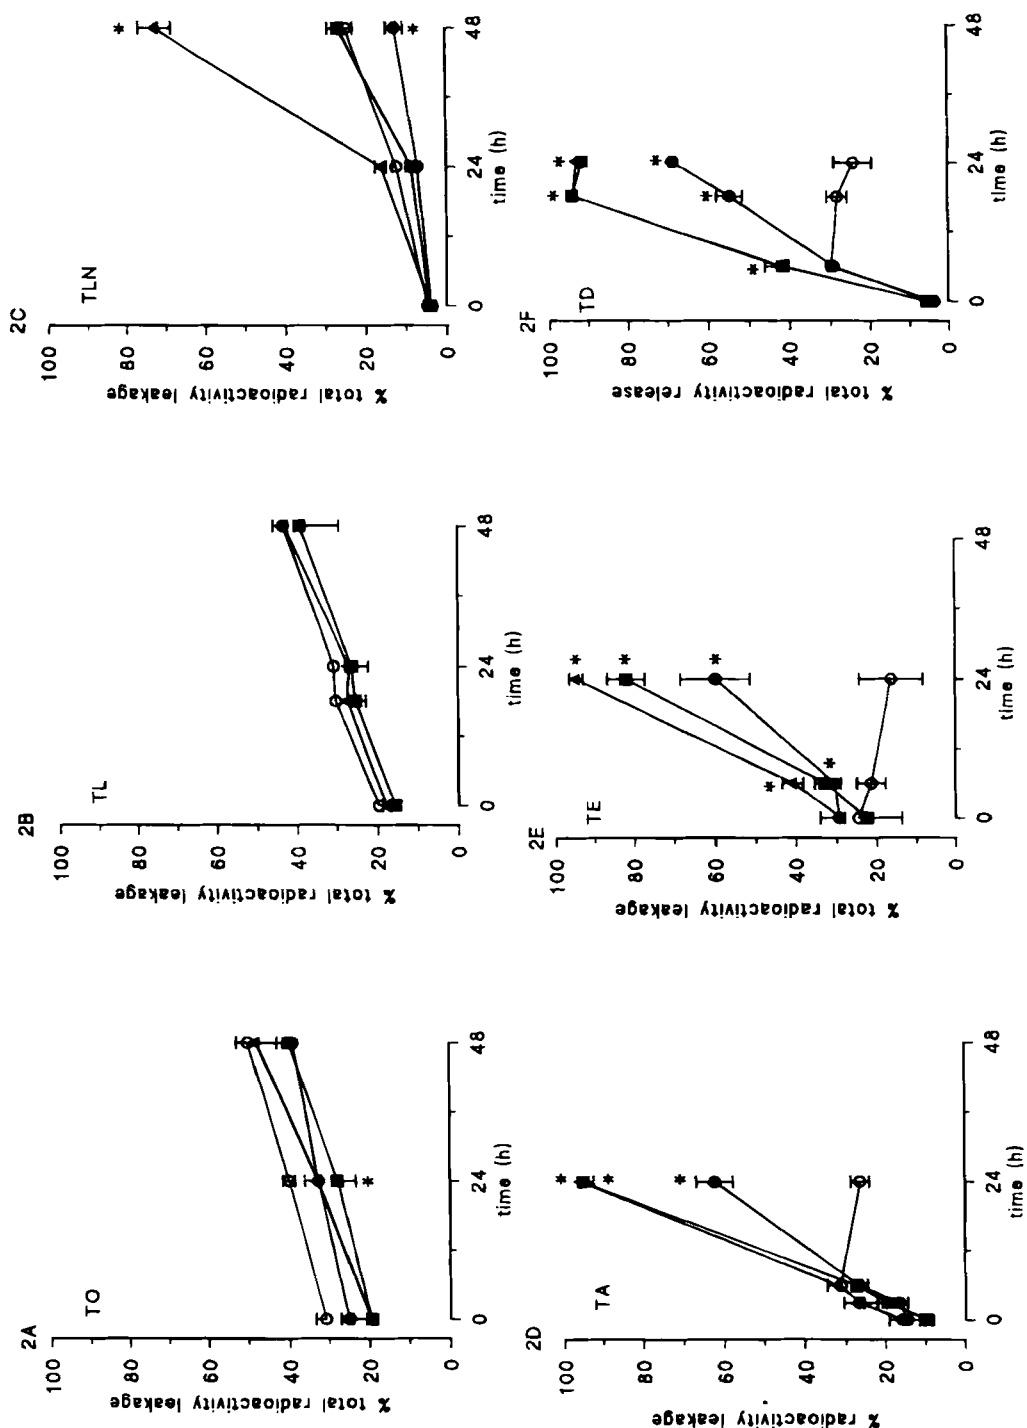 2A
TO
% total radioactivity leakage
100
80
60
40
20
0
*
0
24
48
time (h)
2B
TL
% total radioactivity leakage
100
80
60
40
20
0
0
24
48
time (h)
2C
TLN
% total radioactivity leakage
100
80
60
40
20
0
*
*
0
24
48
time (h)
2D
TA
% radioactivity leakage
100
80
60
40
20
0
* * *
0
24
48
time (h)
2E
TE
% total radioactivity leakage
100
80
60
40
20
0
* * *
*
*
0
24
48
time (h)
2F
TD
% total radioactivity release
100
80
60
40
20
0
* *
* *
*
0
24
48
time (h)